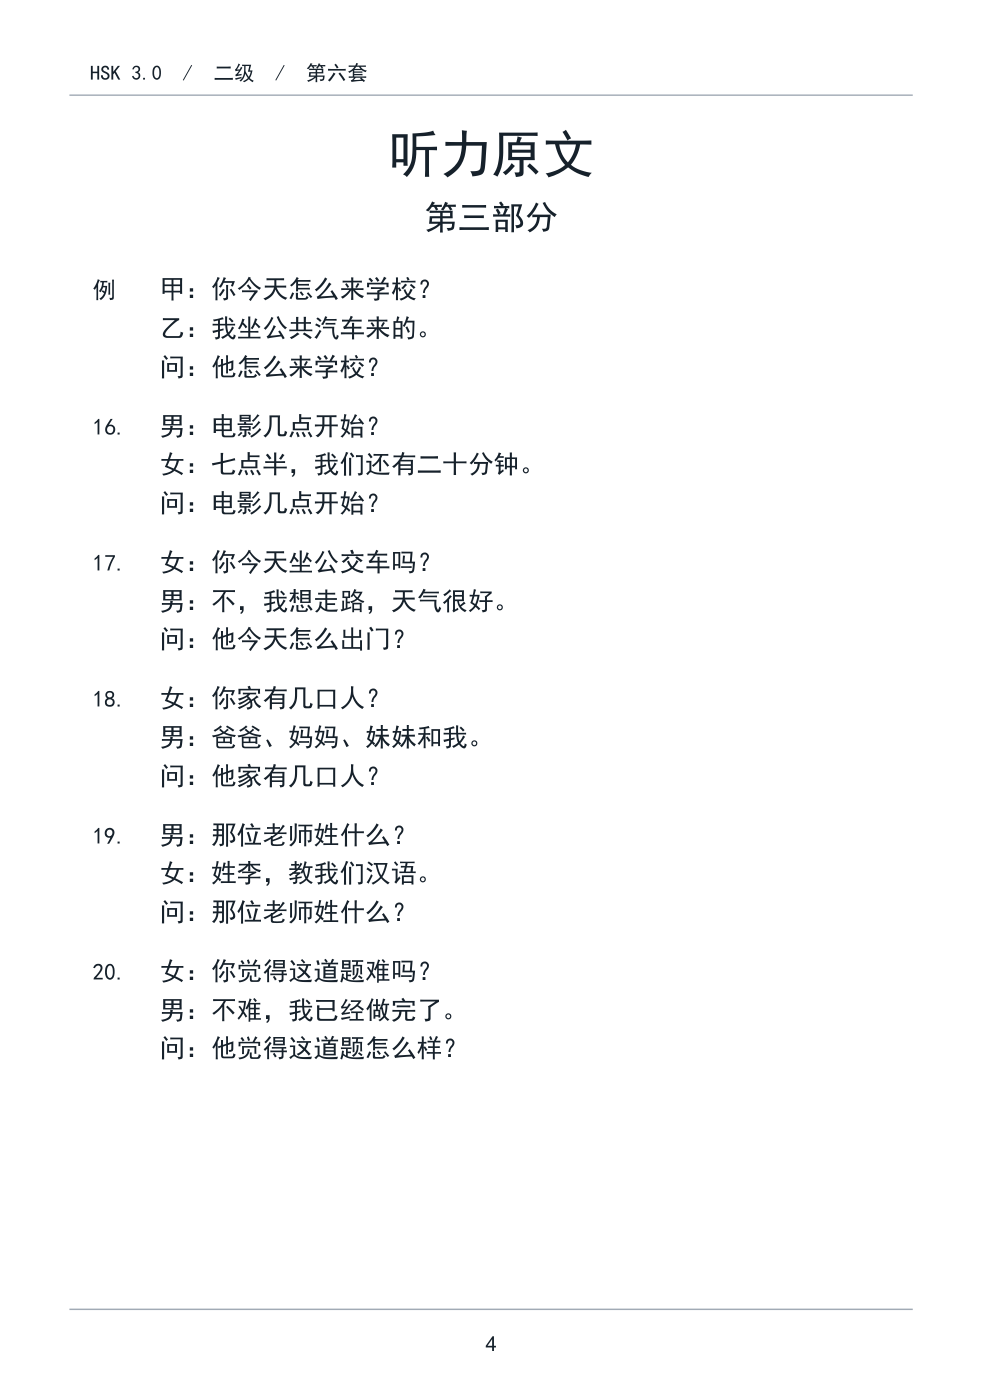 HSK 3.0 / 二级 / 第六套
听力原文
第三部分
例 甲：你今天怎么来学校？
乙：我坐公共汽车来的。
问：他怎么来学校？
16. 男：电影几点开始？
女：七点半，我们还有二十分钟。
问：电影几点开始？
17. 女：你今天坐公交车吗？
男：不，我想走路，天气很好。
问：他今天怎么出门？
18. 女：你家有几口人？
男：爸爸、妈妈、妹妹和我。
问：他家有几口人？
19. 男：那位老师姓什么？
女：姓李，教我们汉语。
问：那位老师姓什么？
20. 女：你觉得这道题难吗？
男：不难，我已经做完了。
问：他觉得这道题怎么样？
4